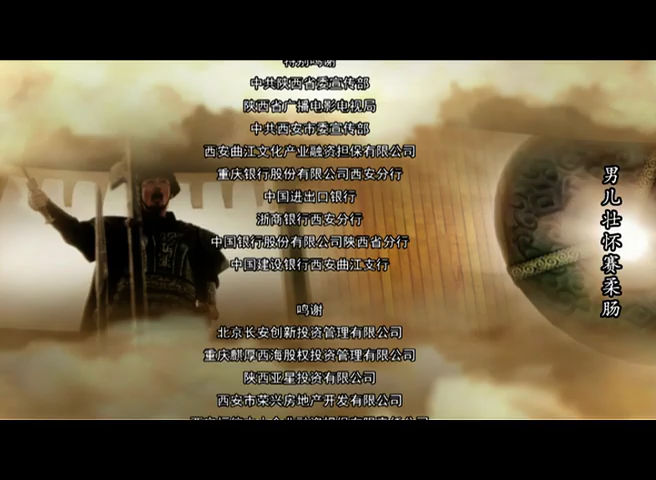 特别鸣谢
中共陕西省委宣传部
陕西省广播电影电视局
中共西安市委宣传部
西安曲江文化产业融资担保有限公司
重庆银行股份有限公司西安分行
中国进出口银行
浙商银行西安分行
中国银行股份有限公司陕西省分行
中国建设银行西安曲江支行
鸣谢
北京长安创新投资管理有限公司
重庆麒厚西海股权投资管理有限公司
陕西亚星投资有限公司
西安市荣兴房地产开发有限公司
男儿壮怀赛柔肠